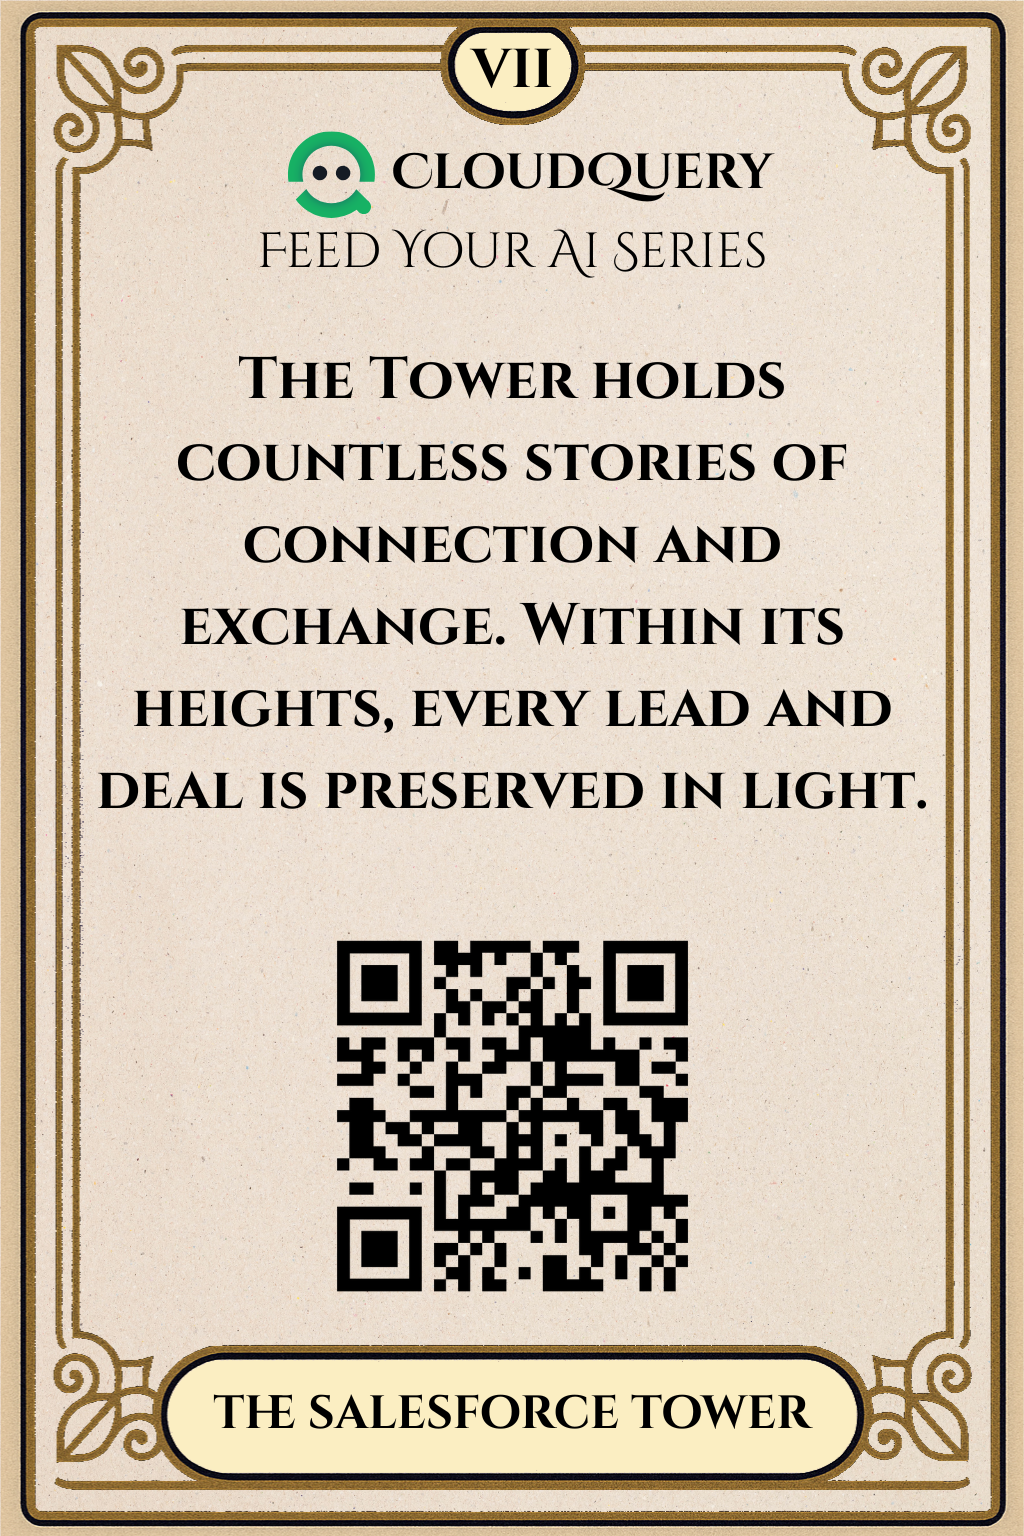 VII
CLOUDQUERY
FEED YOUR AI SERIES
THE TOWER HOLDS
COUNTLESS STORIES OF
CONNECTION AND
EXCHANGE. WITHIN ITS
HEIGHTS, EVERY LEAD AND
DEAL IS PRESERVED IN LIGHT.
THE SALESFORCE TOWER